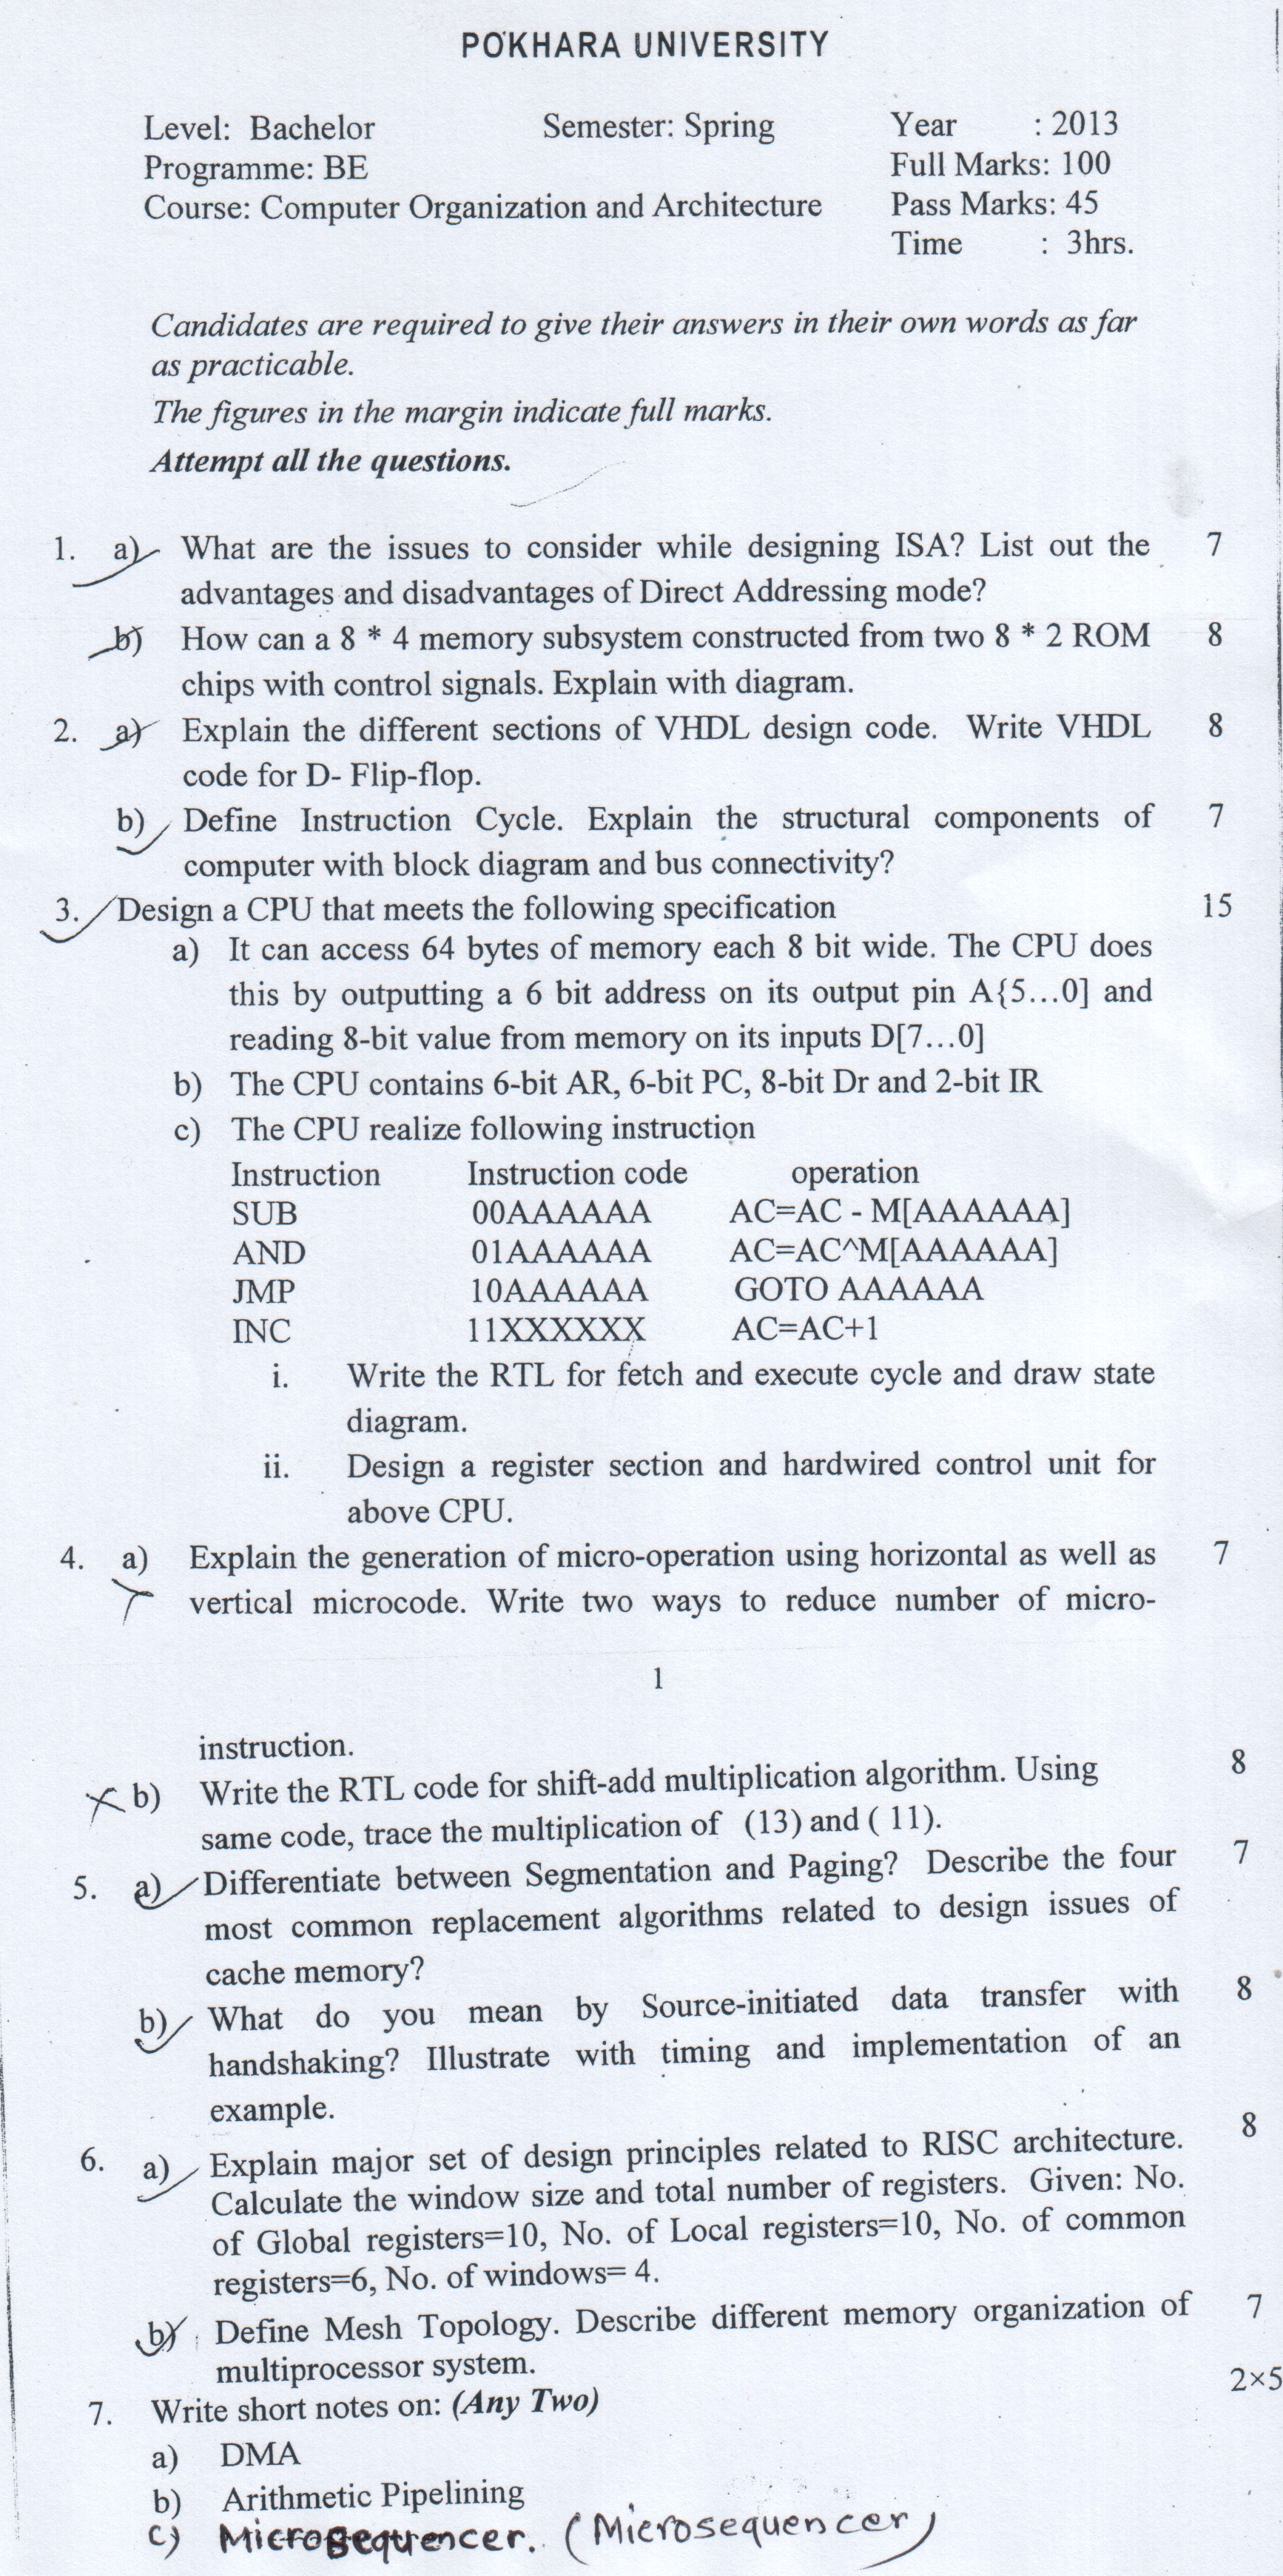 POKHARA UNIVERSITY
Level: Bachelor Semester: Spring Year : 2013
Programme: BE Full Marks: 100
Course: Computer Organization and Architecture Pass Marks: 45
Time : 3hrs.
Candidates are required to give their answers in their own words as far
as practicable.
The figures in the margin indicate full marks.
Attempt all the questions.
1. a) What are the issues to consider while designing ISA? List out the 7
advantages and disadvantages of Direct Addressing mode?
b) How can a 8 * 4 memory subsystem constructed from two 8 * 2 ROM 8
chips with control signals. Explain with diagram.
2. a) Explain the different sections of VHDL design code. Write VHDL 8
code for D- Flip-flop.
b) Define Instruction Cycle. Explain the structural components of 7
computer with block diagram and bus connectivity?
3. Design a CPU that meets the following specification 15
a) It can access 64 bytes of memory each 8 bit wide. The CPU does
this by outputting a 6 bit address on its output pin A{5...0] and
reading 8-bit value from memory on its inputs D[7...0]
b) The CPU contains 6-bit AR, 6-bit PC, 8-bit Dr and 2-bit IR
c) The CPU realize following instruction
Instruction Instruction code operation
SUB 00AAAAAA AC=AC - M[AAAAAA]
AND 01AAAAAA AC=AC^M[AAAAAA]
JMP 10AAAAAA GOTO AAAAAA
INC 11XXXXXX AC=AC+1
i. Write the RTL for fetch and execute cycle and draw state
diagram.
ii. Design a register section and hardwired control unit for
above CPU.
4. a) Explain the generation of micro-operation using horizontal as well as 7
vertical microcode. Write two ways to reduce number of micro-
1
instruction.
b) Write the RTL code for shift-add multiplication algorithm. Using 8
same code, trace the multiplication of (13) and ( 11).
5. a) Differentiate between Segmentation and Paging? Describe the four 7
most common replacement algorithms related to design issues of
cache memory?
b) What do you mean by Source-initiated data transfer with 8
handshaking? Illustrate with timing and implementation of an
example.
6. a) Explain major set of design principles related to RISC architecture. 8
Calculate the window size and total number of registers. Given: No.
of Global registers=10, No. of Local registers=10, No. of common
registers=6, No. of windows= 4.
b) Define Mesh Topology. Describe different memory organization of 7
multiprocessor system.
7. Write short notes on: (Any Two) 2×5
a) DMA
b) Arithmetic Pipelining
c) Microsequencer. (Microsequencer)